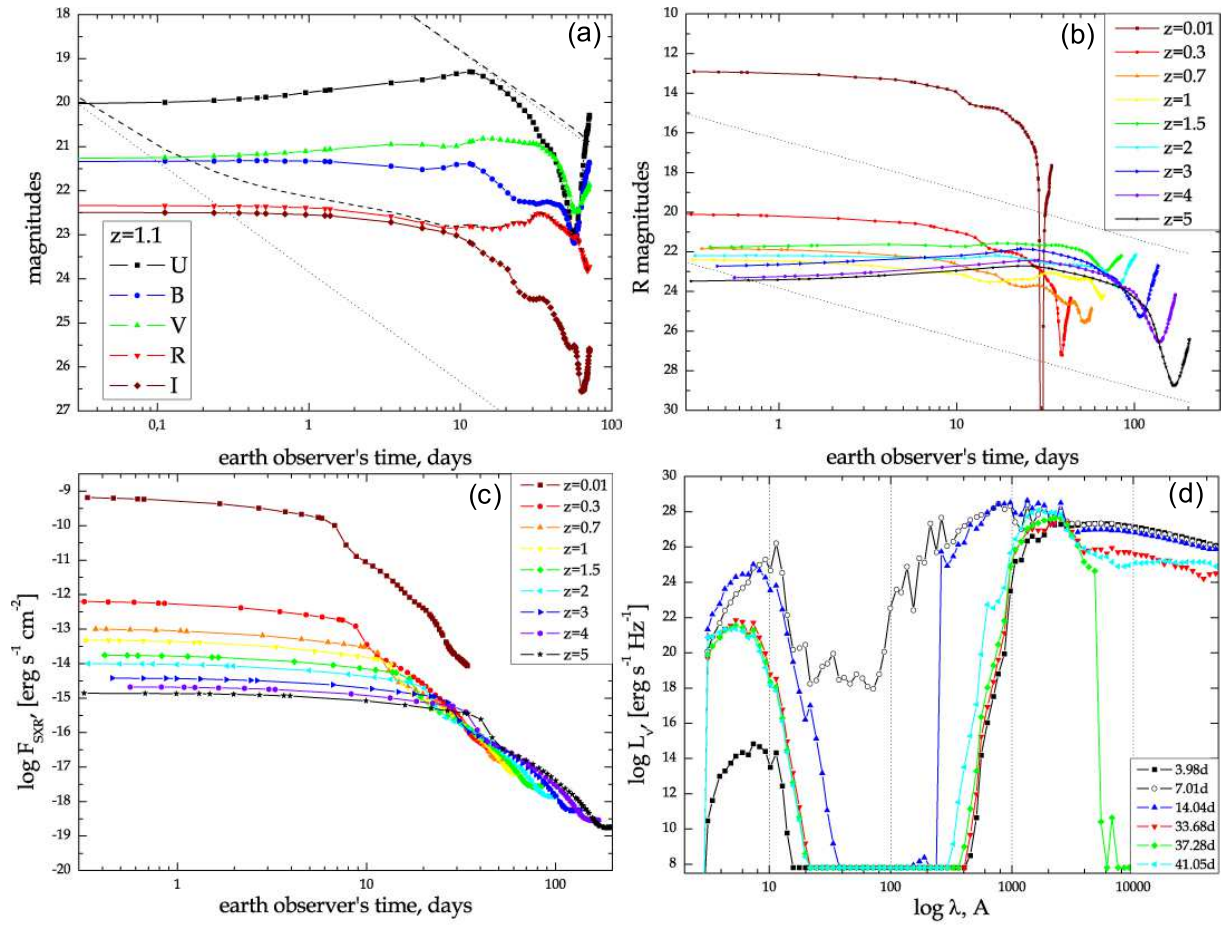 (a)
18
19
20
21
22
23
24
25
26
27
magnitudes
z=1.1
U
B
V
R
I
0,1
1
10
100
earth observer's time, days
(b)
12
14
16
18
20
22
24
26
28
30
R magnitudes
z=0.01
z=0.3
z=0.7
z=1
z=1.5
z=2
z=3
z=4
z=5
1
10
100
earth observer's time, days
(c)
-9
-10
-11
-12
-13
-14
-15
-16
-17
-18
-19
-20
log F_SXR, [erg s⁻¹ cm⁻²]
z=0.01
z=0.3
z=0.7
z=1
z=1.5
z=2
z=3
z=4
z=5
1
10
100
earth observer's time, days
(d)
30
28
26
24
22
20
18
16
14
12
10
8
log L_ν, [erg s⁻¹ Hz⁻¹]
3.98d
7.01d
14.04d
33.68d
37.28d
41.05d
10
100
1000
10000
log λ, A